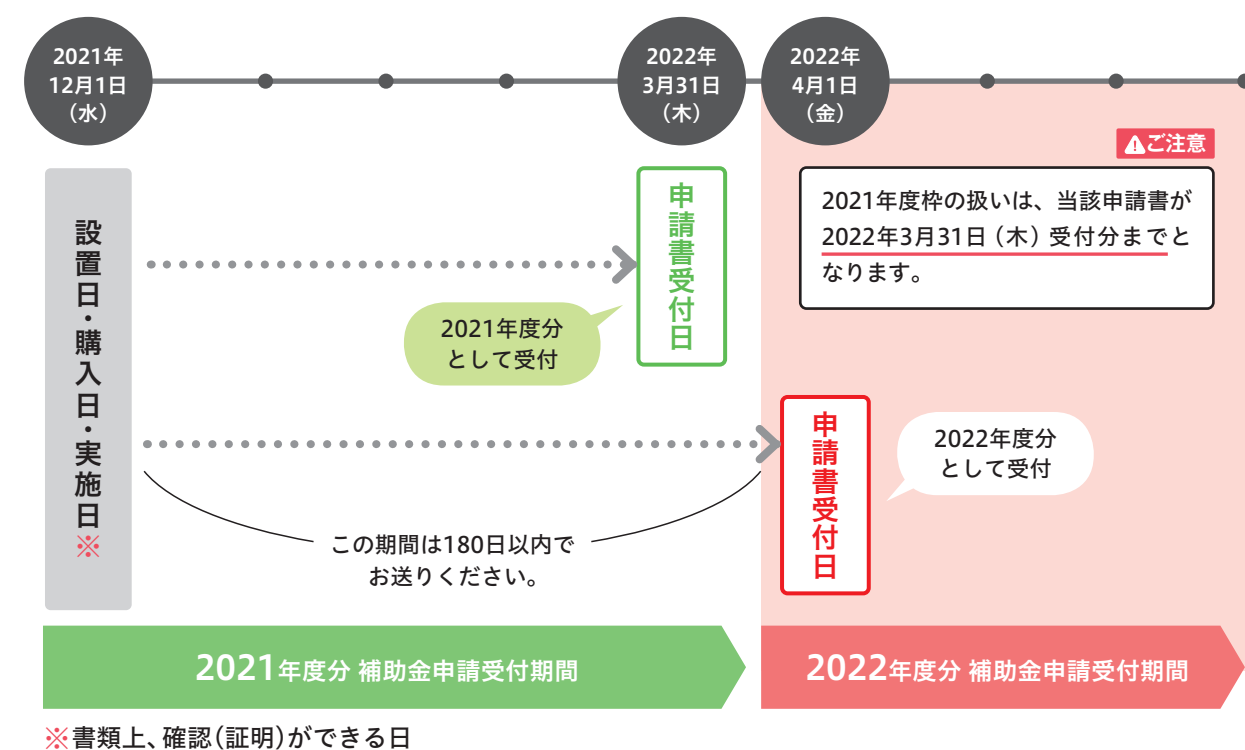 2021年
12月1日
（水）
2022年
3月31日
（木）
2022年
4月1日
（金）
ご注意
2021年度枠の扱いは、当該申請書が
2022年3月31日（木）受付分までと
なります。
設置日・購入日・実施日※
申請書受付日
2021年度分
として受付
申請書受付日
2022年度分
として受付
この期間は180日以内で
お送りください。
2021年度分 補助金申請受付期間
2022年度分 補助金申請受付期間
※書類上、確認（証明）ができる日